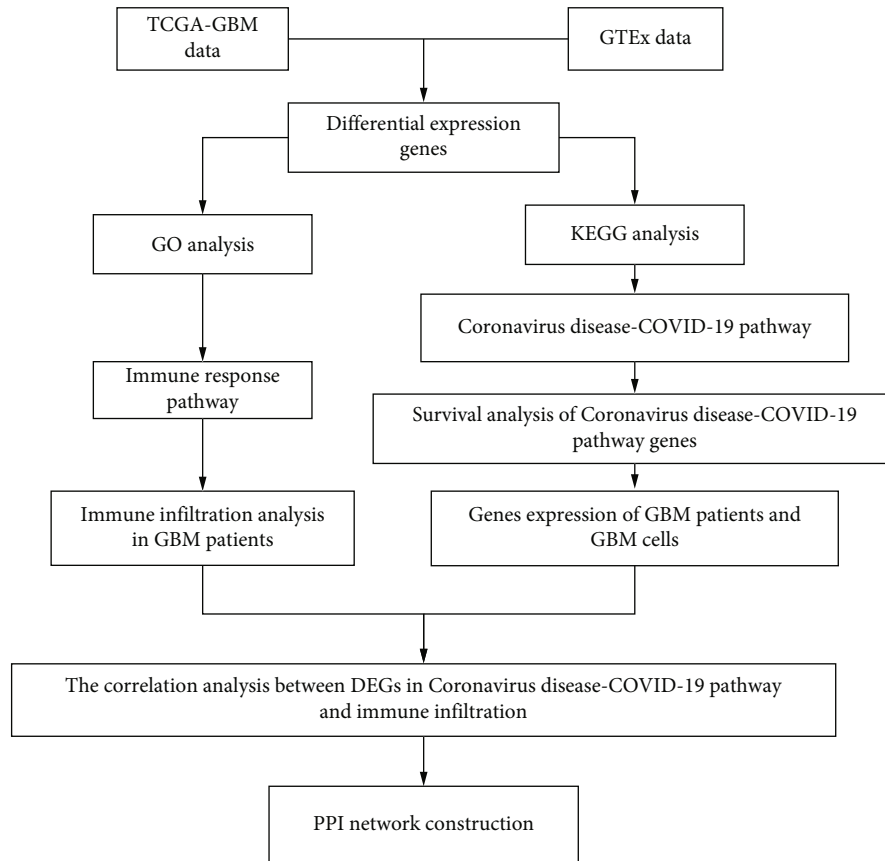 TCGA-GBM
data
GTEx data
Differential expression
genes
GO analysis
KEGG analysis
Coronavirus disease-COVID-19 pathway
Immune response
pathway
Survival analysis of Coronavirus disease-COVID-19
pathway genes
Immune infiltration analysis
in GBM patients
Genes expression of GBM patients and
GBM cells
The correlation analysis between DEGs in Coronavirus disease-COVID-19 pathway
and immune infiltration
PPI network construction